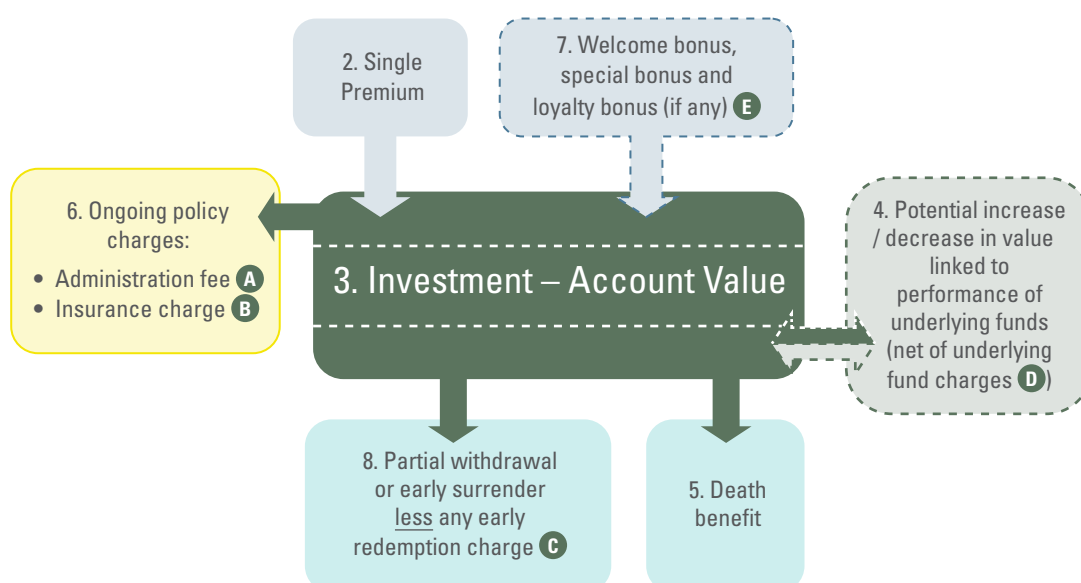 2. Single
Premium
7. Welcome bonus,
special bonus and
loyalty bonus (if any) E
6. Ongoing policy
charges:
• Administration fee A
• Insurance charge B
3. Investment – Account Value
4. Potential increase
/ decrease in value
linked to
performance of
underlying funds
(net of underlying
fund charges D)
8. Partial withdrawal
or early surrender
less any early
redemption charge C
5. Death
benefit